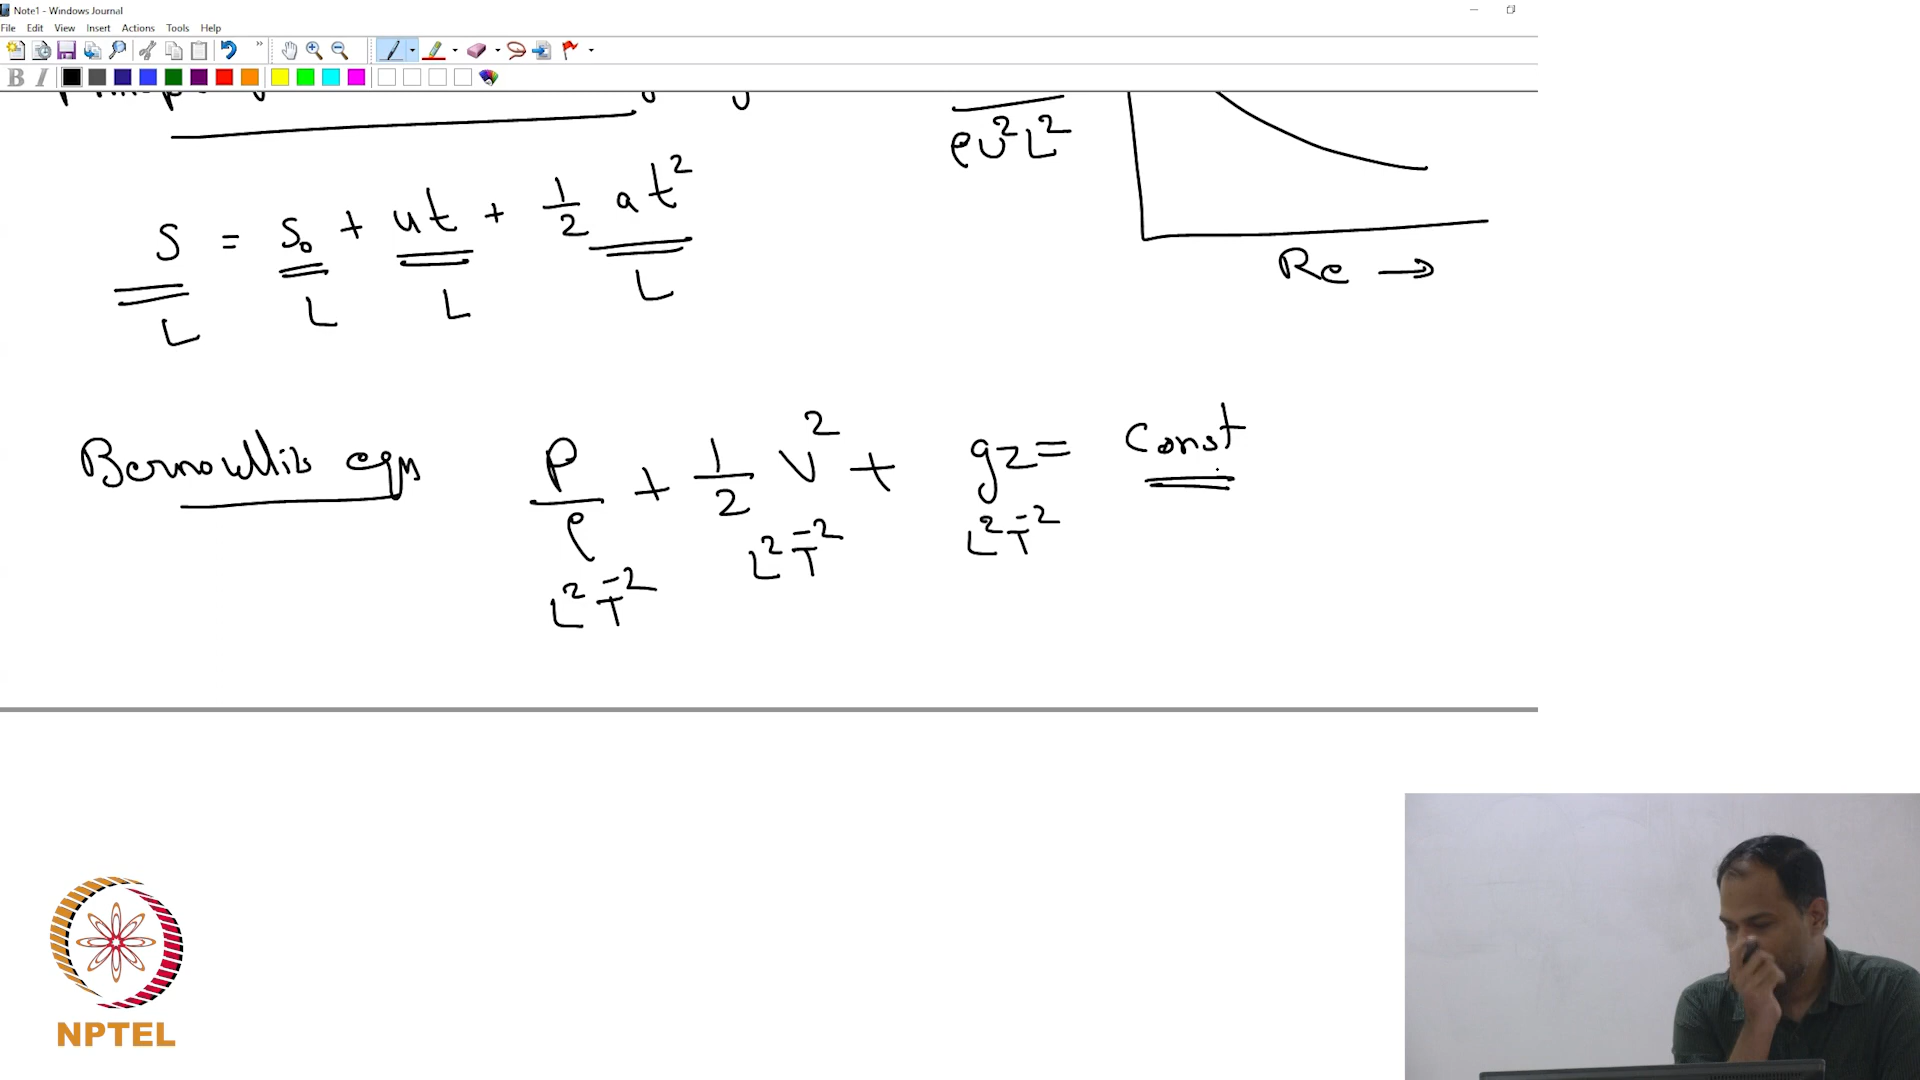 Note1 - Windows Journal
File Edit View Insert Actions Tools Help
B I
ρU²L²
S = S₀ + ut + 1/2 at²
L L L L
Re →
Bernoullis eqn P/ρ + 1/2 V² + gz = Const
L²T⁻² L²T⁻² L²T⁻²
NPTEL